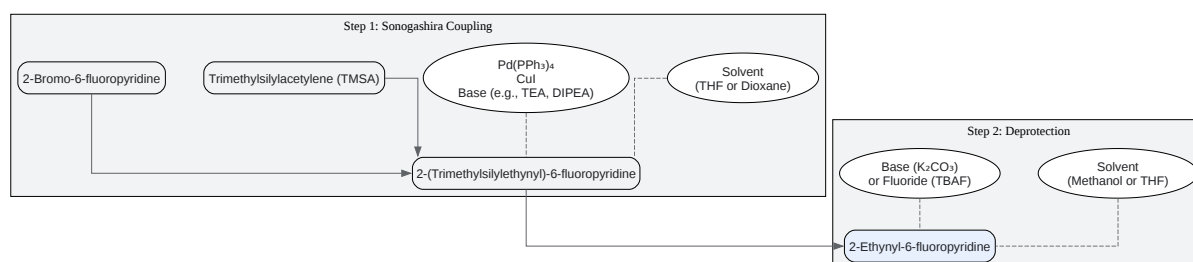 Step 1: Sonogashira Coupling
2-Bromo-6-fluoropyridine
Trimethylsilylacetylene (TMSA)
Pd(PPh₃)₄
CuI
Base (e.g., TEA, DIPEA)
Solvent
(THF or Dioxane)
2-(Trimethylsilylethynyl)-6-fluoropyridine
Step 2: Deprotection
Base (K₂CO₃)
or Fluoride (TBAF)
Solvent
(Methanol or THF)
2-Ethynyl-6-fluoropyridine